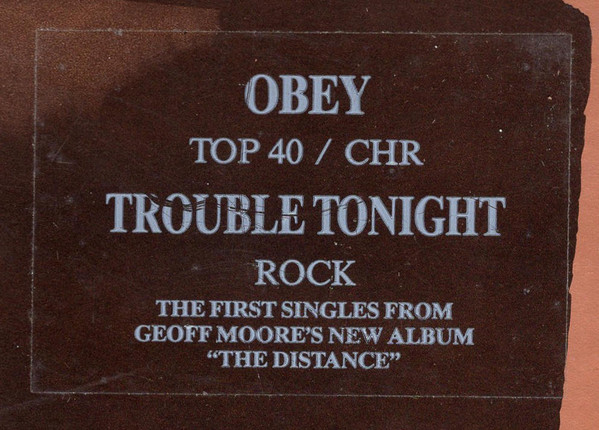 OBEY
TOP 40 / CHR
TROUBLE TONIGHT
ROCK
THE FIRST SINGLES FROM
GEOFF MOORE'S NEW ALBUM
“THE DISTANCE”